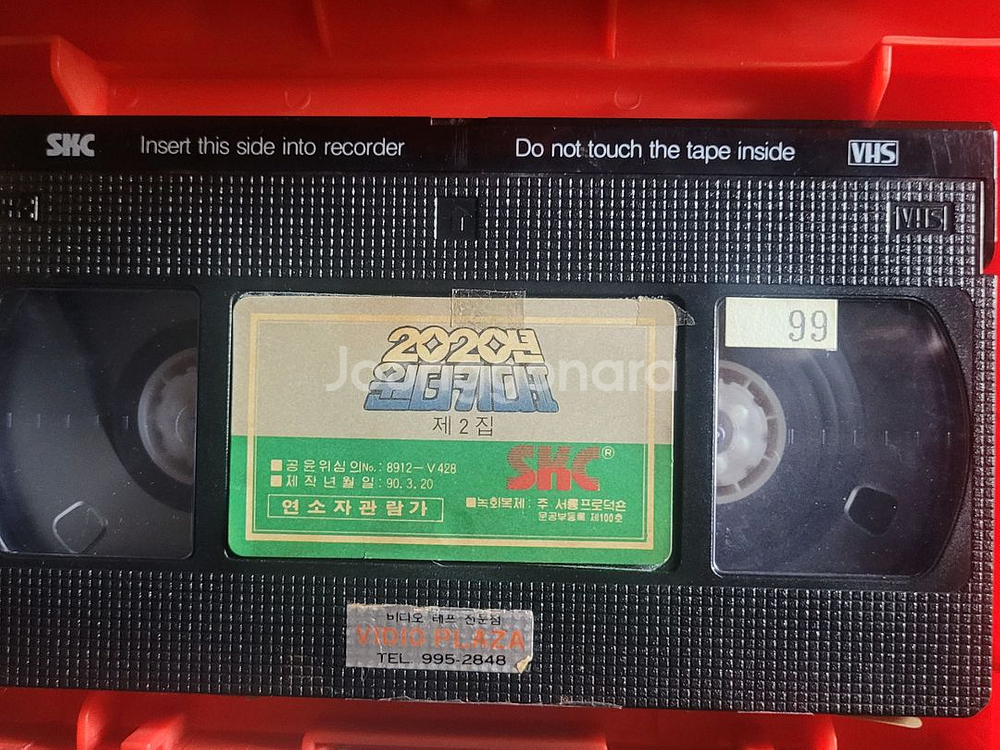 SKC Insert this side into recorder Do not touch the tape inside VHS
VHS
99
2020년
원더키디
제 2 집
SKC®
■공 윤 위 심 의No. : 8912-V428
■제 작 년 월 일 : 90. 3. 20
연 소 자 관 람 가
■녹화복제 : 주 서룡프로덕숀
문공부등록 제100호
비디오 테프 전문점
VIDIO PLAZA
TEL. 995-2848
Joonggonara